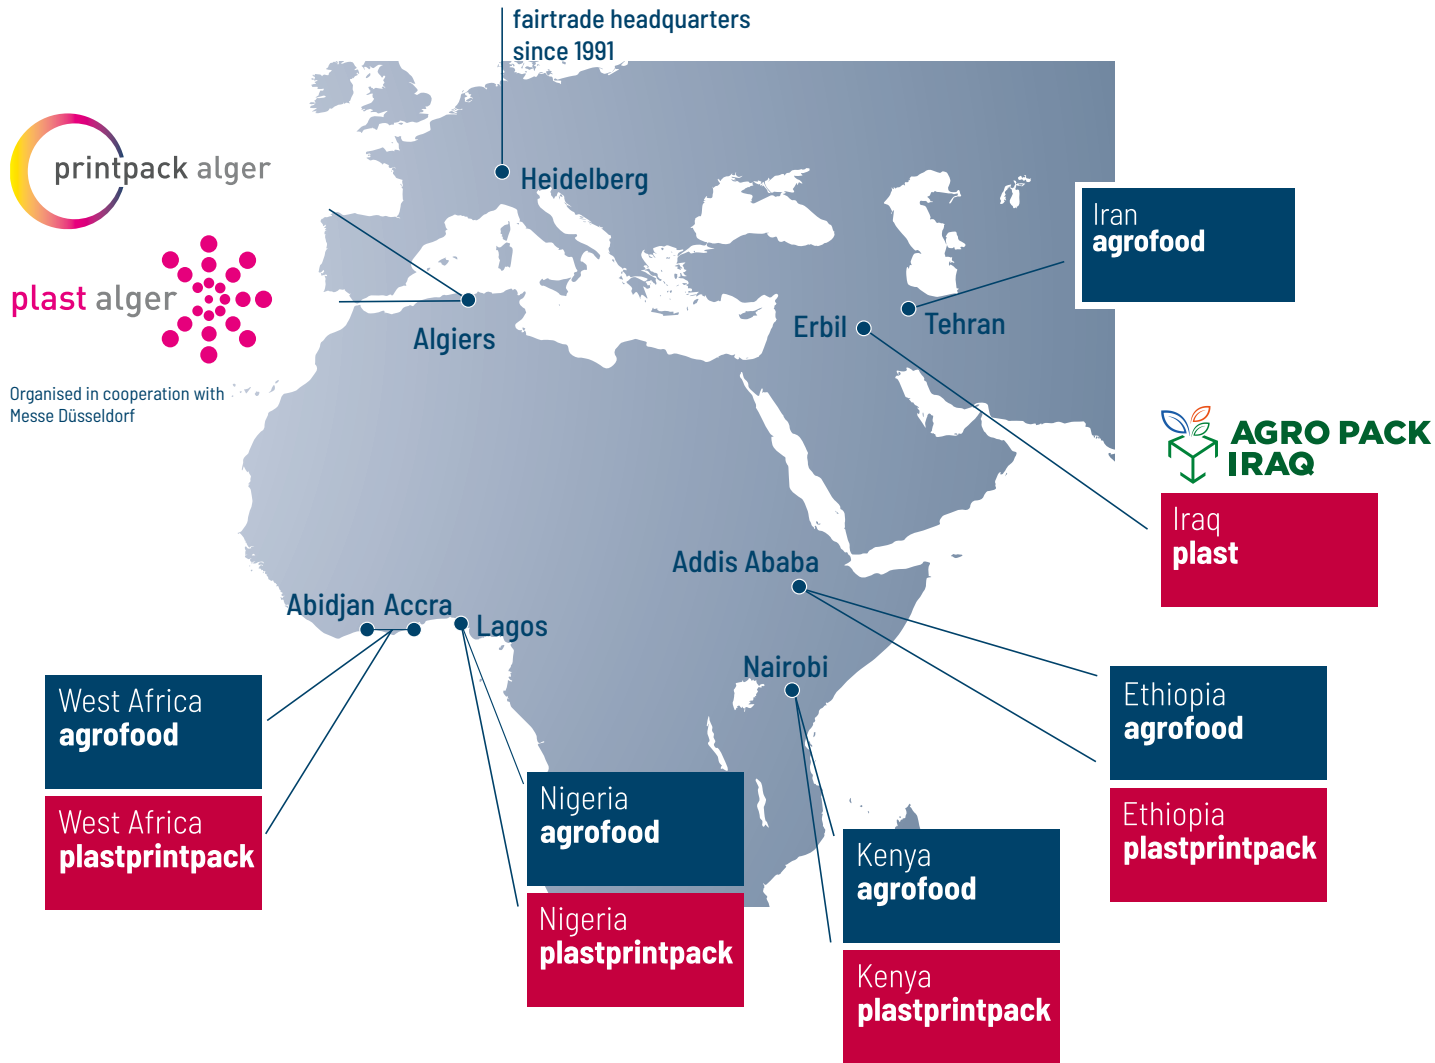 fairtrade headquarters
since 1991
printpack alger
Heidelberg
Iran
agrofood
plast alger
Algiers
Erbil
Tehran
Organised in cooperation with
Messe Düsseldorf
AGRO PACK
IRAQ
Iraq
plast
Addis Ababa
Abidjan
Accra
Lagos
Nairobi
West Africa
agrofood
West Africa
plastprintpack
Nigeria
agrofood
Nigeria
plastprintpack
Kenya
agrofood
Kenya
plastprintpack
Ethiopia
agrofood
Ethiopia
plastprintpack